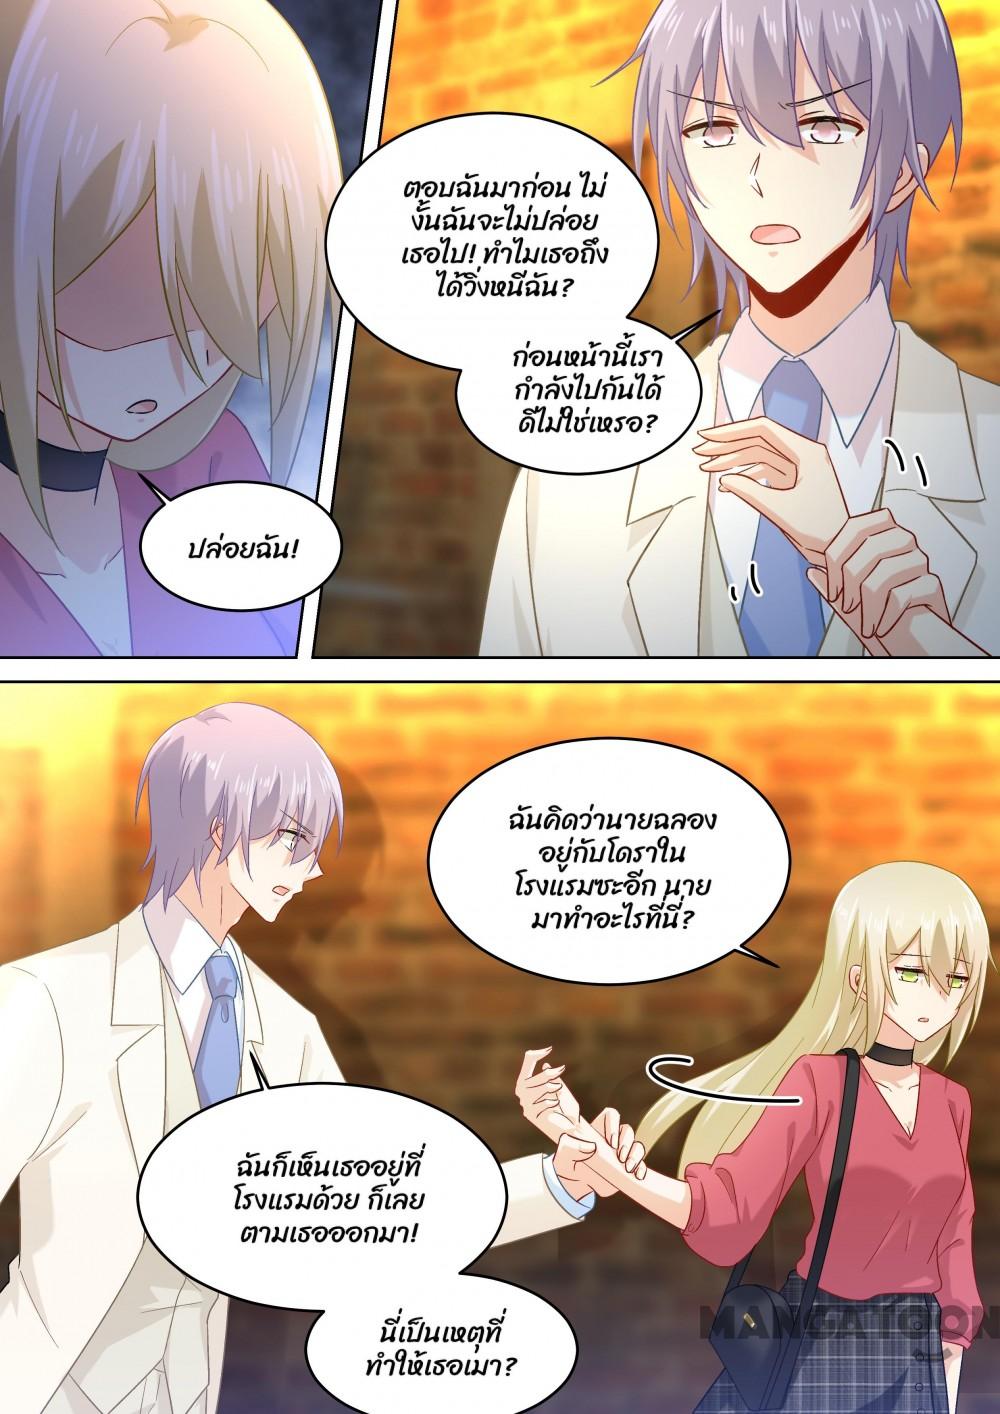 ตอบฉันมาก่อน ไม่
งั้นฉันจะไม่ปล่อย
เธอไป! ทำไมเธอถึง
ได้วิ่งหนีฉัน?
ก่อนหน้านี้เรา
กำลังไปกันได้
ดีไม่ใช่เหรอ?
ปล่อยฉัน!
ฉันคิดว่านายฉลอง
อยู่กับโดราใน
โรงแรมซะอีก นาย
มาทำอะไรที่นี่?
ฉันก็เห็นเธออยู่ที่
โรงแรมด้วย ก็เลย
ตามเธอออกมา!
นี่เป็นเหตุที่
ทำให้เธอเมา?
MANGATOON